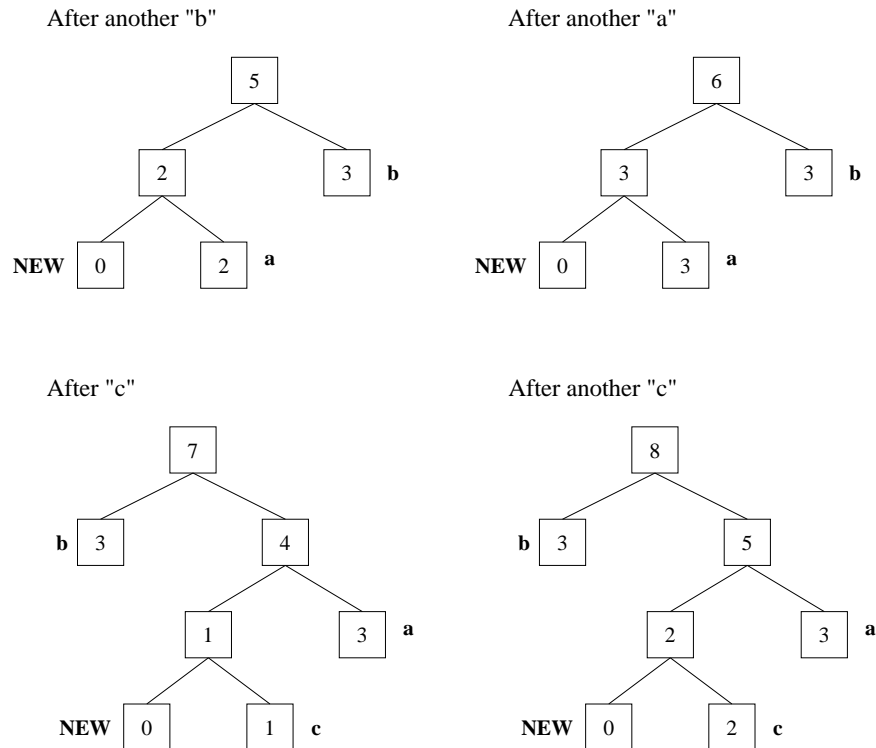 After another "b"
5
2
3 b
NEW 0
2 a
After another "a"
6
3
3 b
NEW 0
3 a
After "c"
7
b 3
4
1
3 a
NEW 0
1 c
After another "c"
8
b 3
5
2
3 a
NEW 0
2 c